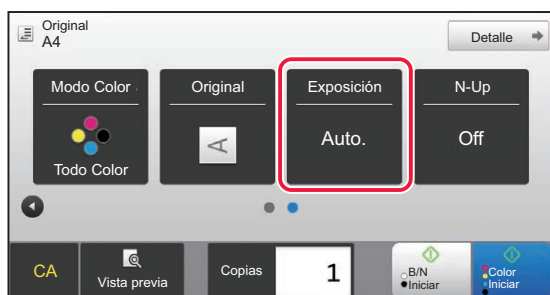 Original
A4
Detalle
Modo Color
Original
Exposición
N-Up
A
Auto.
Off
Todo Color
CA
Vista previa
Copias
1
B/N
Iniciar
Color
Iniciar